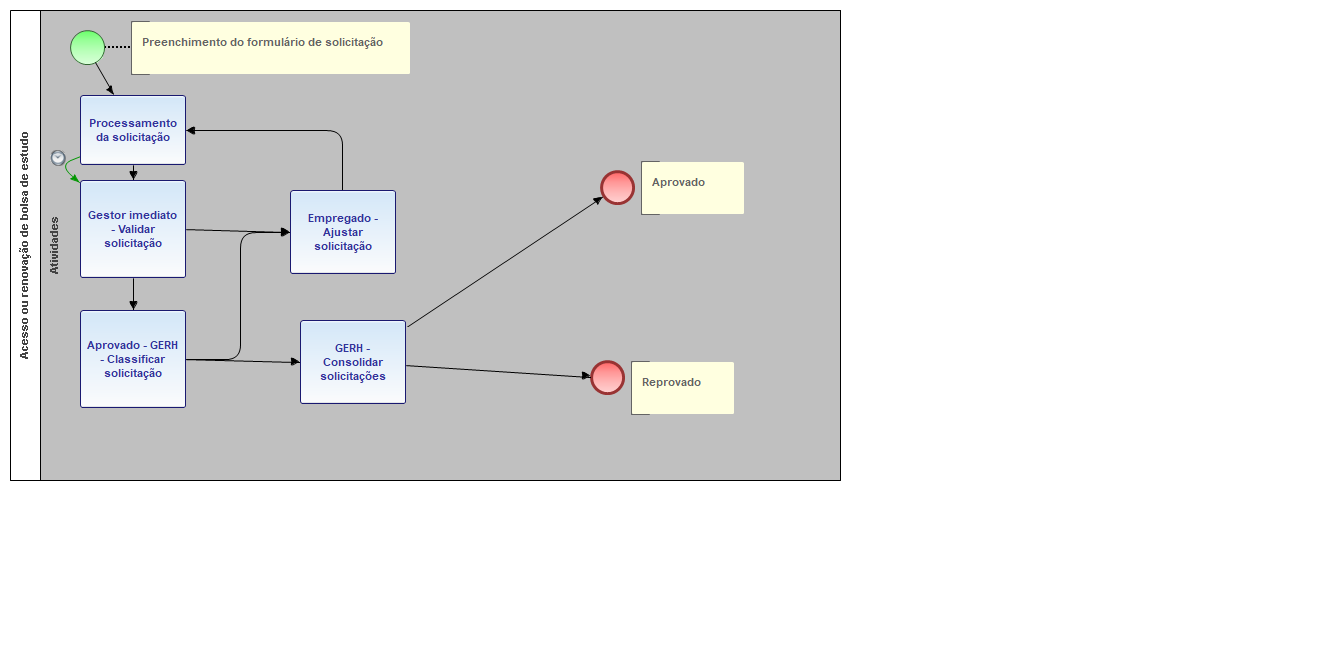 Acesso ou renovação de bolsa de estudo
Atividades
Preenchimento do formulário de solicitação
Processamento
da solicitação
Gestor imediato
- Validar
solicitação
Empregado -
Ajustar
solicitação
Aprovado - GERH
- Classificar
solicitação
GERH -
Consolidar
solicitações
Aprovado
Reprovado